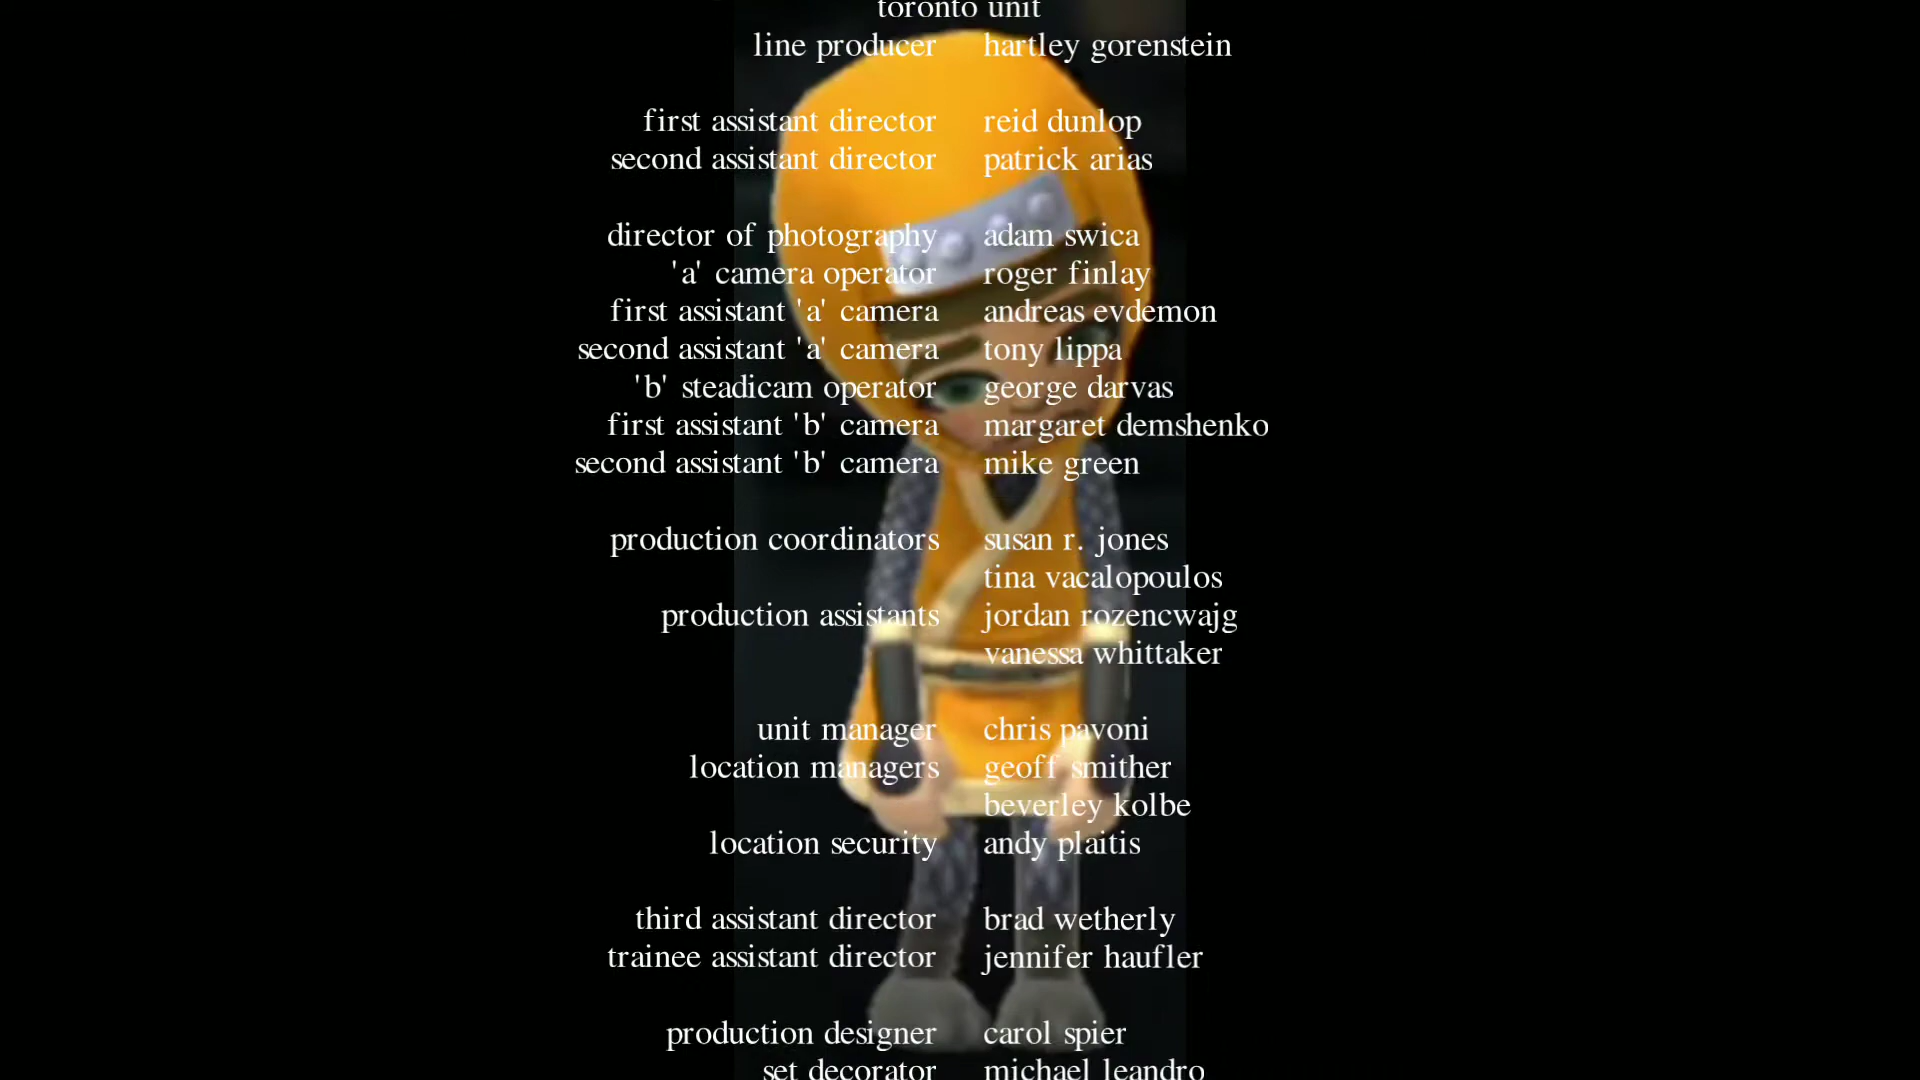 toronto unit
line producer hartley gorenstein
first assistant director reid dunlop
second assistant director patrick arias
director of photography adam swica
'a' camera operator roger finlay
first assistant 'a' camera andreas evdemon
second assistant 'a' camera tony lippa
'b' steadicam operator george darvas
first assistant 'b' camera margaret demshenko
second assistant 'b' camera mike green
production coordinators susan r. jones
tina vacalopoulos
production assistants jordan rozencwajg
vanessa whittaker
unit manager chris pavoni
location managers geoff smither
beverley kolbe
location security andy plaitis
third assistant director brad wetherly
trainee assistant director jennifer haufler
production designer carol spier
set decorator michael leandro